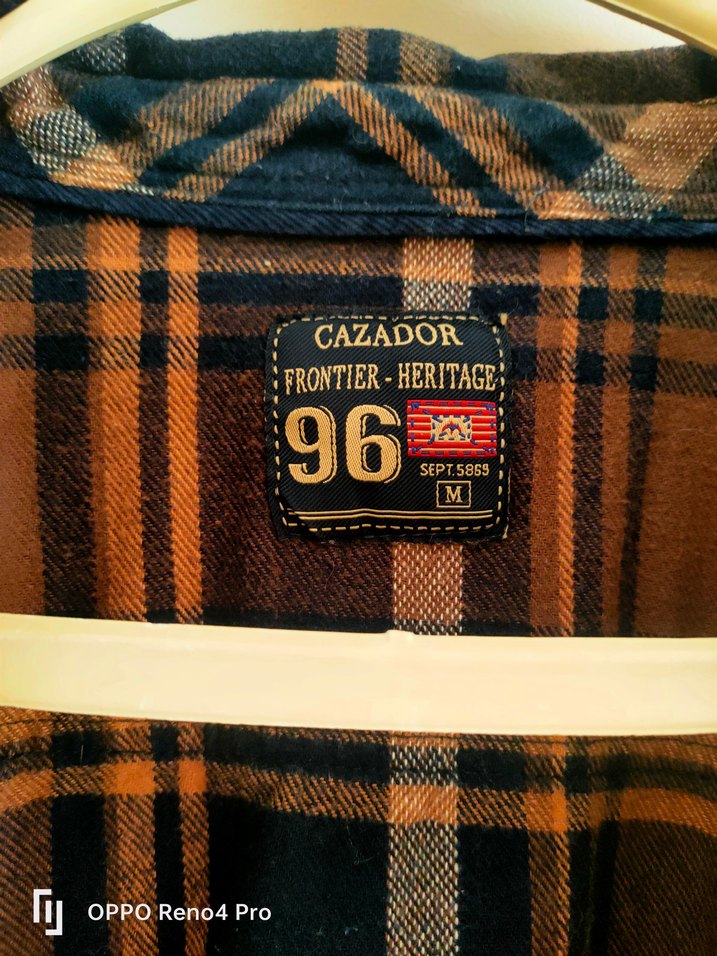 CAZADOR
FRONTIER - HERITAGE
96
SEPT.5869
M
OPPO Reno4 Pro